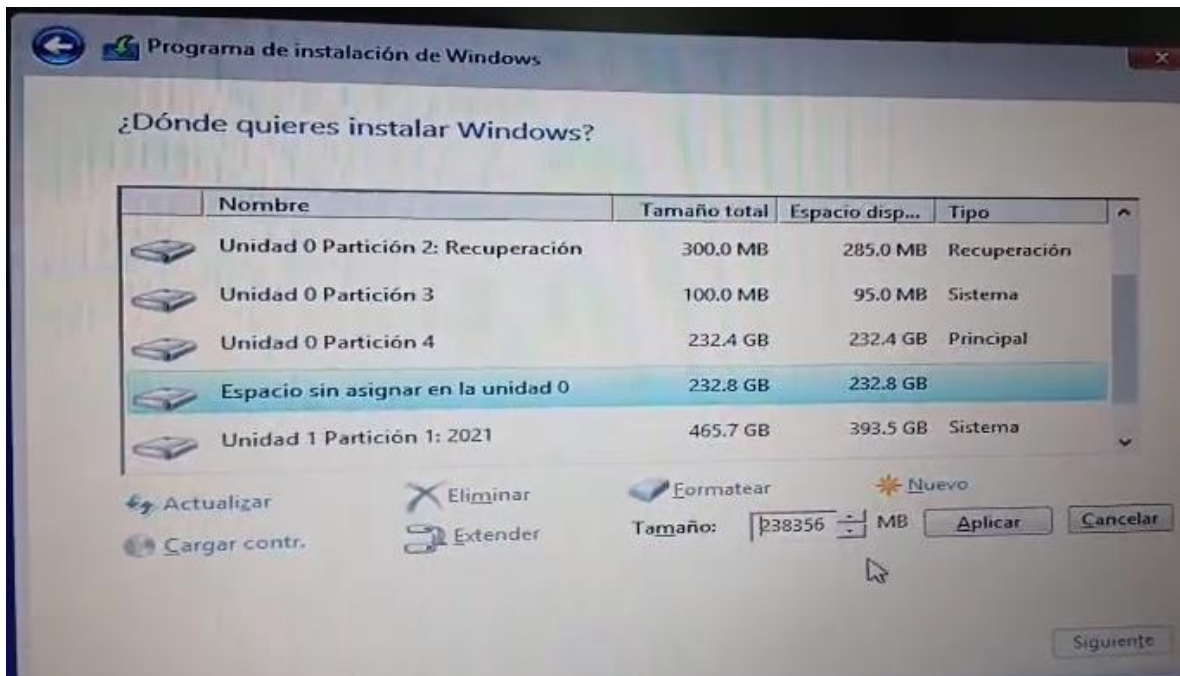 Programa de instalación de Windows
¿Dónde quieres instalar Windows?
Nombre Tamaño total Espacio disp... Tipo
Unidad 0 Partición 2: Recuperación 300.0 MB 285.0 MB Recuperación
Unidad 0 Partición 3 100.0 MB 95.0 MB Sistema
Unidad 0 Partición 4 232.4 GB 232.4 GB Principal
Espacio sin asignar en la unidad 0 232.8 GB 232.8 GB
Unidad 1 Partición 1: 2021 465.7 GB 393.5 GB Sistema
Actualizar Eliminar Formatear Nuevo
Cargar contr. Extender Tamaño: 238356 MB Aplicar Cancelar
Siguiente